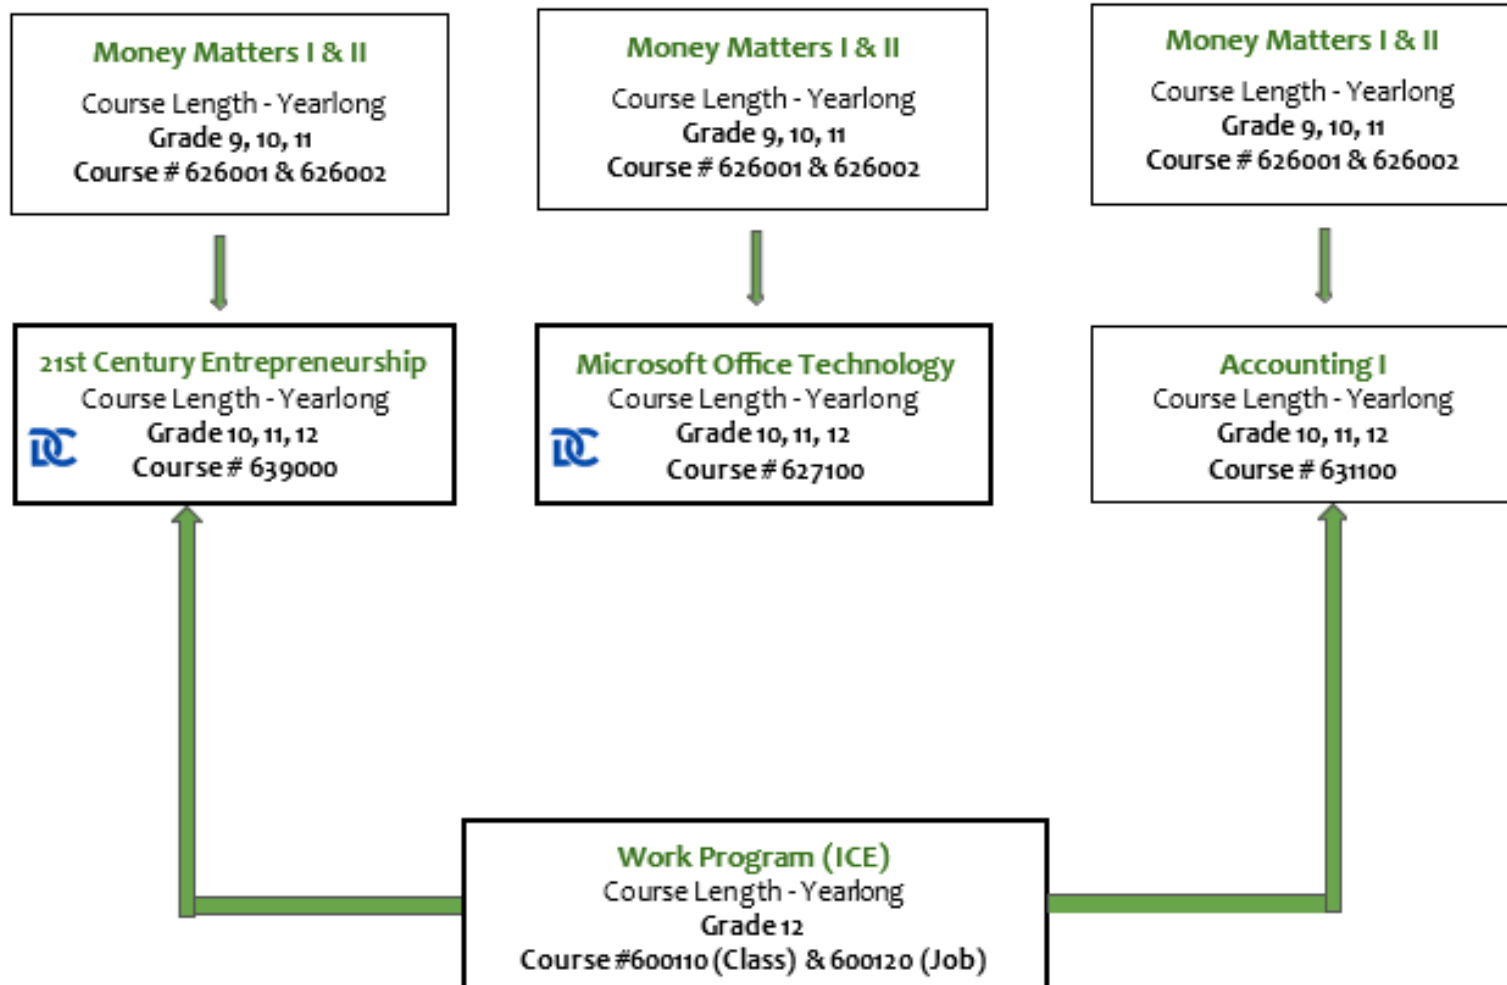 Money Matters I & II
Course Length - Yearlong
Grade 9, 10, 11
Course # 626001 & 626002
Money Matters I & II
Course Length - Yearlong
Grade 9, 10, 11
Course # 626001 & 626002
Money Matters I & II
Course Length - Yearlong
Grade 9, 10, 11
Course # 626001 & 626002
21st Century Entrepreneurship
Course Length - Yearlong
Grade 10, 11, 12
DC
Course # 639000
Microsoft Office Technology
Course Length - Yearlong
Grade 10, 11, 12
DC
Course # 627100
Accounting I
Course Length - Yearlong
Grade 10, 11, 12
Course # 631100
Work Program (ICE)
Course Length - Yearlong
Grade 12
Course #600110 (Class) & 600120 (Job)